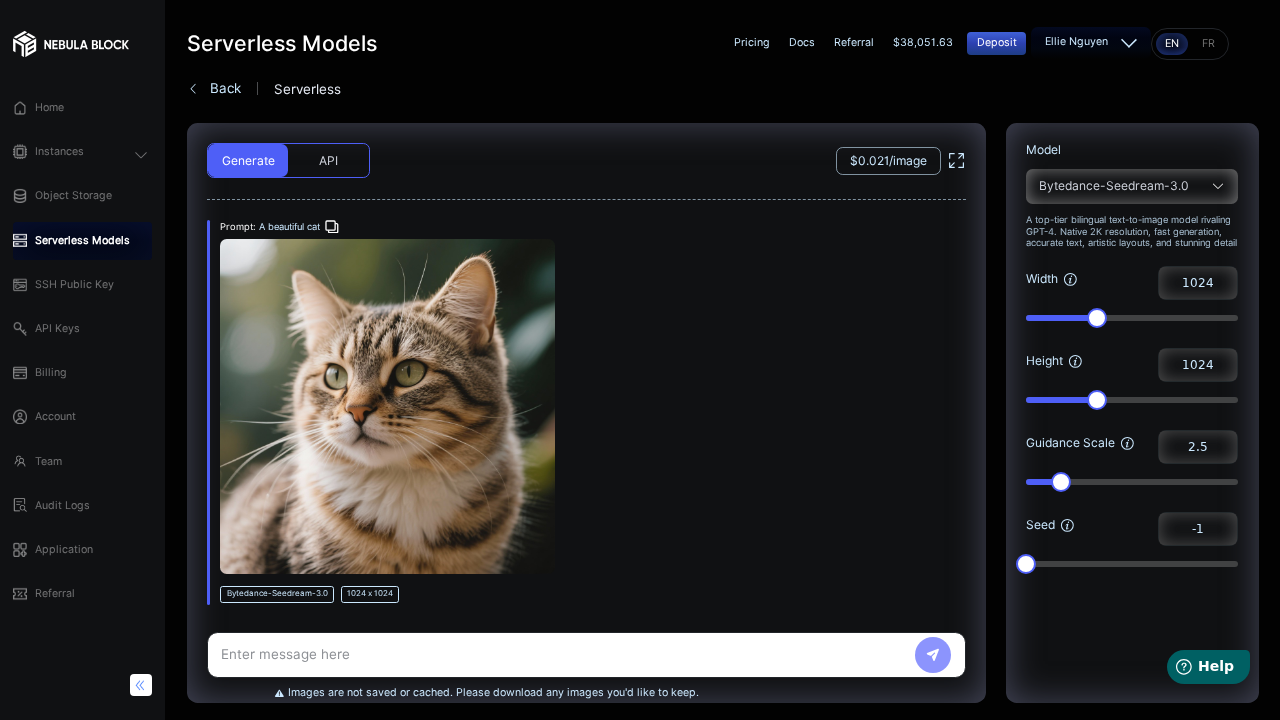 NEBULA BLOCK
Home
Instances
Object Storage
Serverless Models
SSH Public Key
API Keys
Billing
Account
Team
Audit Logs
Application
Referral
Serverless Models
Pricing
Docs
Referral
$38,051.63
Deposit
Ellie Nguyen
EN
FR
Back
Serverless
Generate
API
$0.021/image
Prompt: A beautiful cat
Bytedance-Seedream-3.0
1024 x 1024
Enter message here
Images are not saved or cached. Please download any images you'd like to keep.
Model
Bytedance-Seedream-3.0
A top-tier bilingual text-to-image model rivaling
GPT-4. Native 2K resolution, fast generation,
accurate text, artistic layouts, and stunning detail
Width
1024
Height
1024
Guidance Scale
2.5
Seed
-1
Help